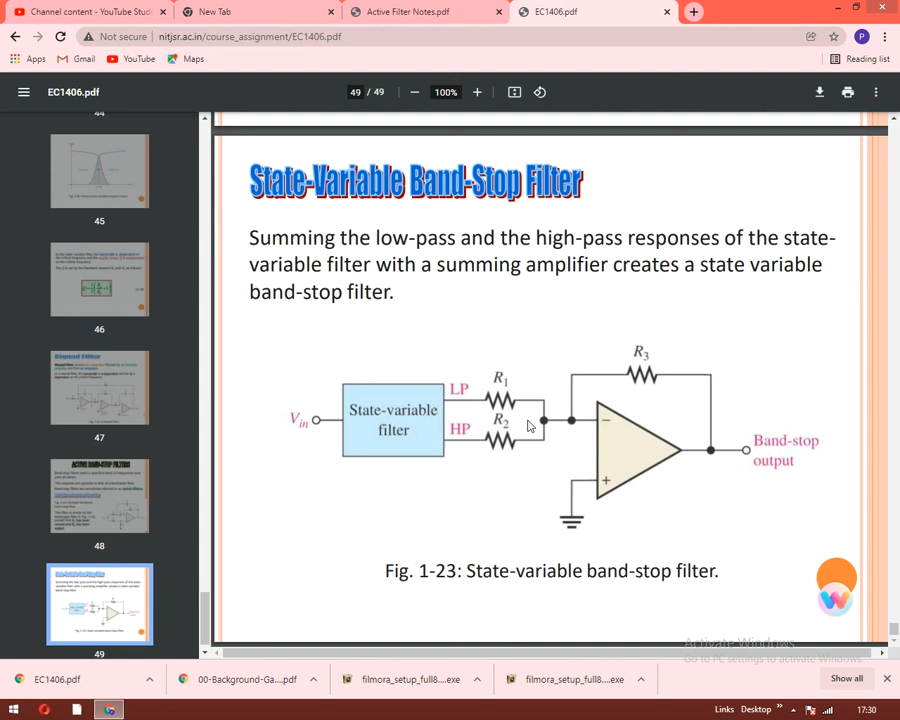 Channel content - YouTube Stud
New Tab
Active Filter Notes.pdf
EC1406.pdf
Not secure | nitjsr.ac.in/course_assignment/EC1406.pdf
P
Apps
Gmail
YouTube
Maps
Reading list
EC1406.pdf
49 / 49
100%
44
45
46
47
48
49
State-Variable Band-Stop Filter
Summing the low-pass and the high-pass responses of the state-
variable filter with a summing amplifier creates a state variable
band-stop filter.
R3
LP
R1
Vin
State-variable
filter
HP
R2
−
+
Band-stop
output
Fig. 1-23: State-variable band-stop filter.
Activate Windows
Go to PC settings to activate Windows.
EC1406.pdf
00-Background-Ga....pdf
filmora_setup_full8....exe
filmora_setup_full8....exe
Show all
Links
Desktop
17:30